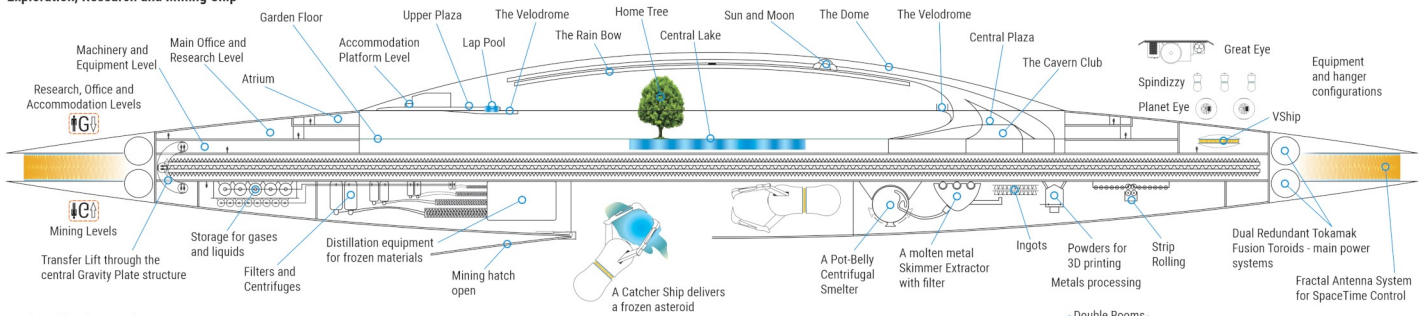 Exploration, Research and Mining Ship
Garden Floor
Upper Plaza
The Velodrome
Home Tree
Sun and Moon
The Dome
The Velodrome
Machinery and
Equipment Level
Main Office and
Research Level
Accommodation
Platform Level
Lap Pool
The Rain Bow
Central Lake
Central Plaza
The Cavern Club
Great Eye
Equipment
and hanger
configurations
Atrium
Spindizzy
Research, Office and
Accommodation Levels
Planet Eye
VShip
G
G
Mining Levels
Transfer Lift through the
central Gravity Plate structure
Storage for gases
and liquids
Filters and
Centrifuges
Distillation equipment
for frozen materials
Mining hatch
open
A Catcher Ship delivers
a frozen asteroid
A Pot-Belly
Centrifugal
Smelter
A molten metal
Skimmer Extractor
with filter
Ingots
Powders for
3D printing
Metals processing
Strip
Rolling
Dual Redundant Tokamak
Fusion Toroids - main power
systems
Fractal Antenna System
for SpaceTime Control
- Double Rooms -